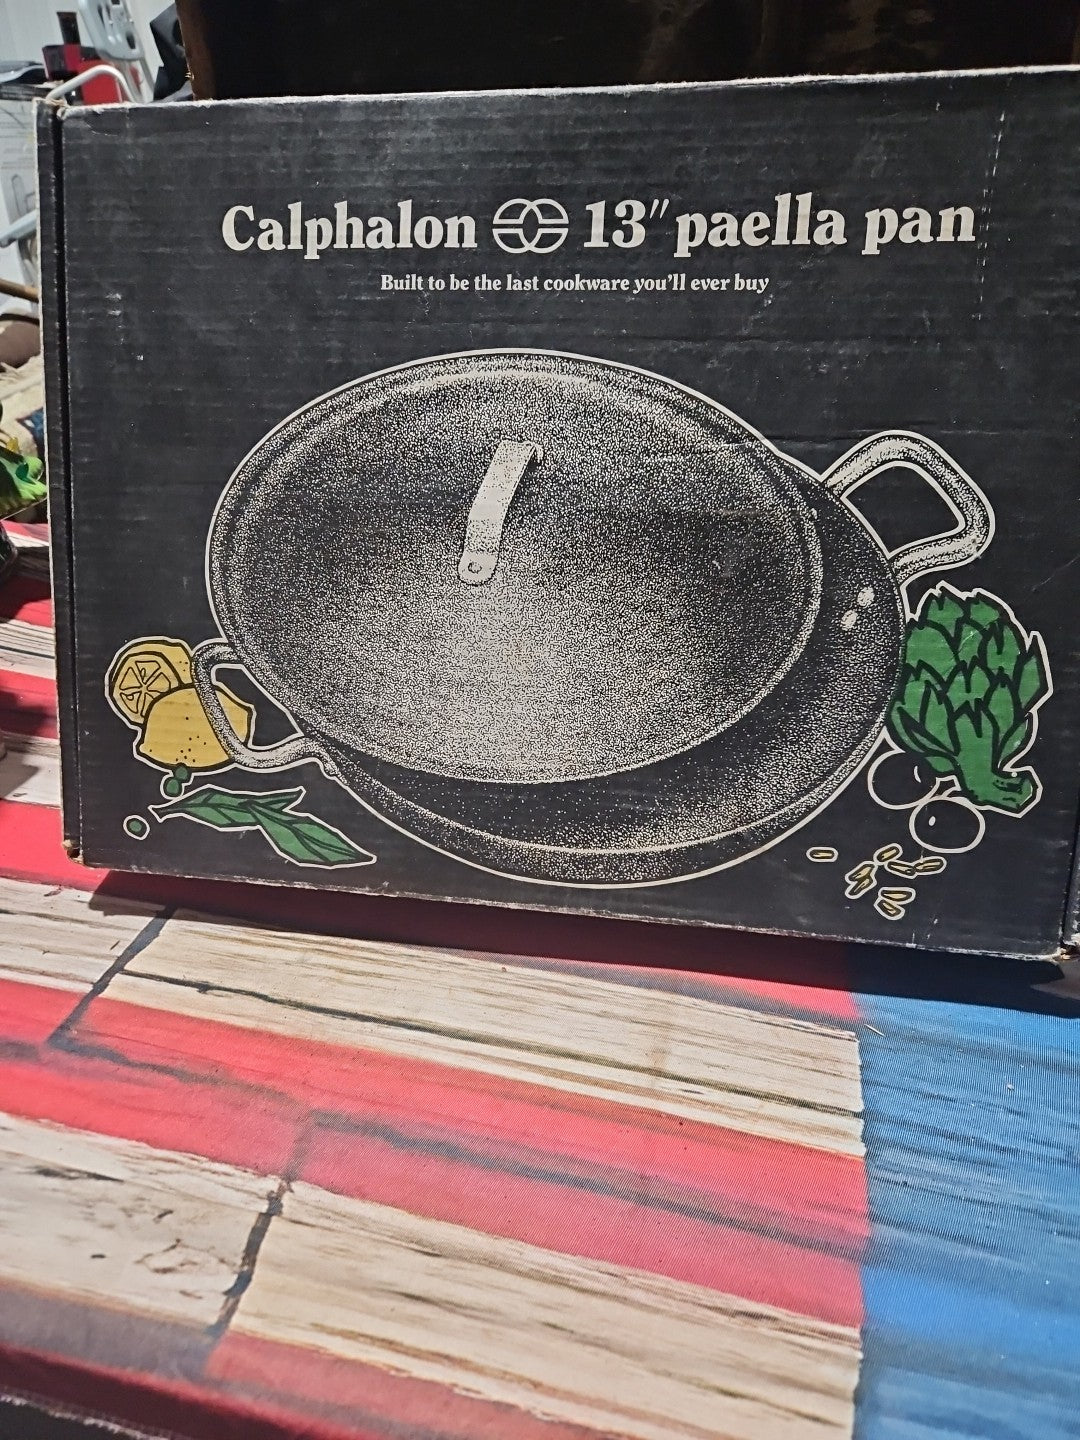 Calphalon 13" paella pan
Built to be the last cookware you'll ever buy